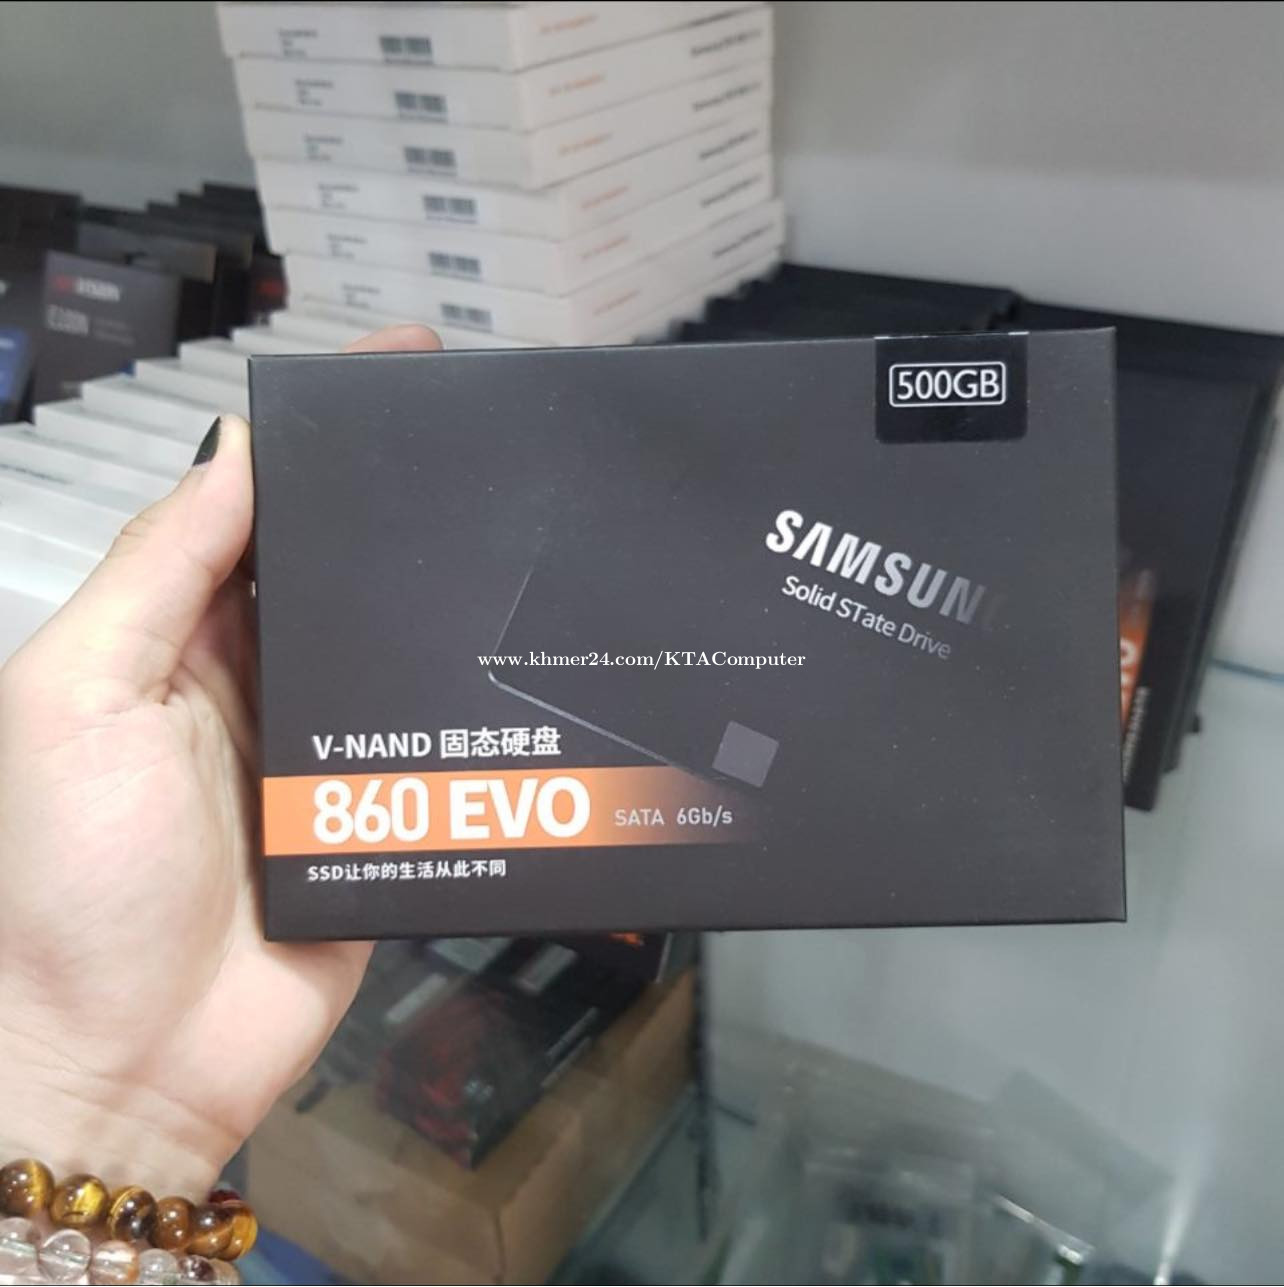 500GB
SAMSUNG
Solid STate Drive
www.khmer24.com/KTAComputer
V-NAND 固态硬盘
860 EVO SATA 6Gb/s
SSD让你的生活从此不同